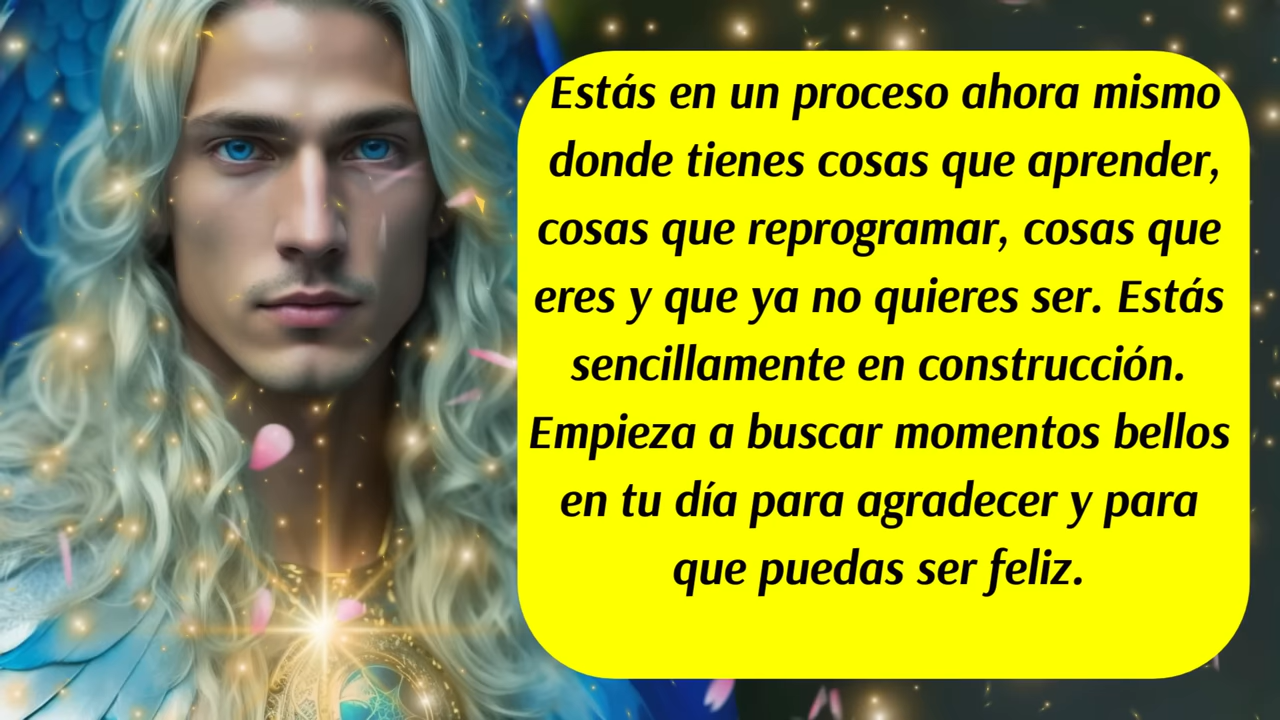 Estás en un proceso ahora mismo
donde tienes cosas que aprender,
cosas que reprogramar, cosas que
eres y que ya no quieres ser. Estás
sencillamente en construcción.
Empieza a buscar momentos bellos
en tu día para agradecer y para
que puedas ser feliz.